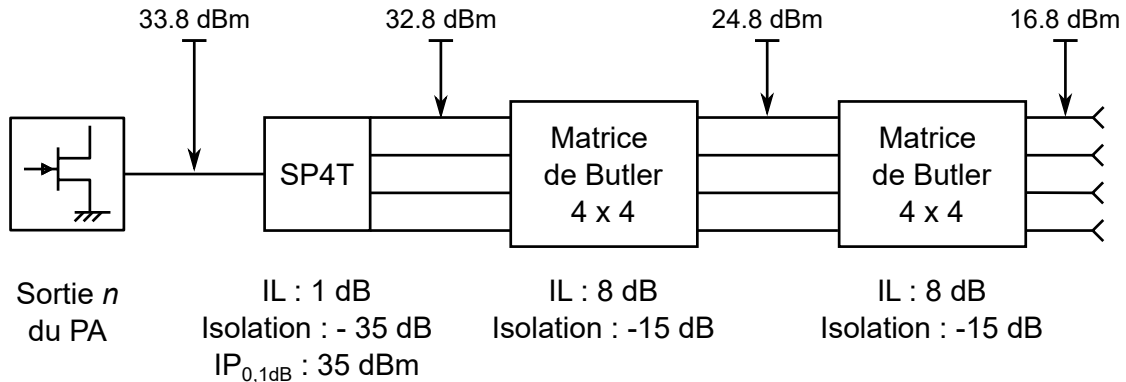 33.8 dBm
32.8 dBm
24.8 dBm
16.8 dBm
SP4T
Matrice
de Butler
4 x 4
Matrice
de Butler
4 x 4
Sortie n
du PA
IL : 1 dB
Isolation : - 35 dB
IP0,1dB : 35 dBm
IL : 8 dB
Isolation : -15 dB
IL : 8 dB
Isolation : -15 dB